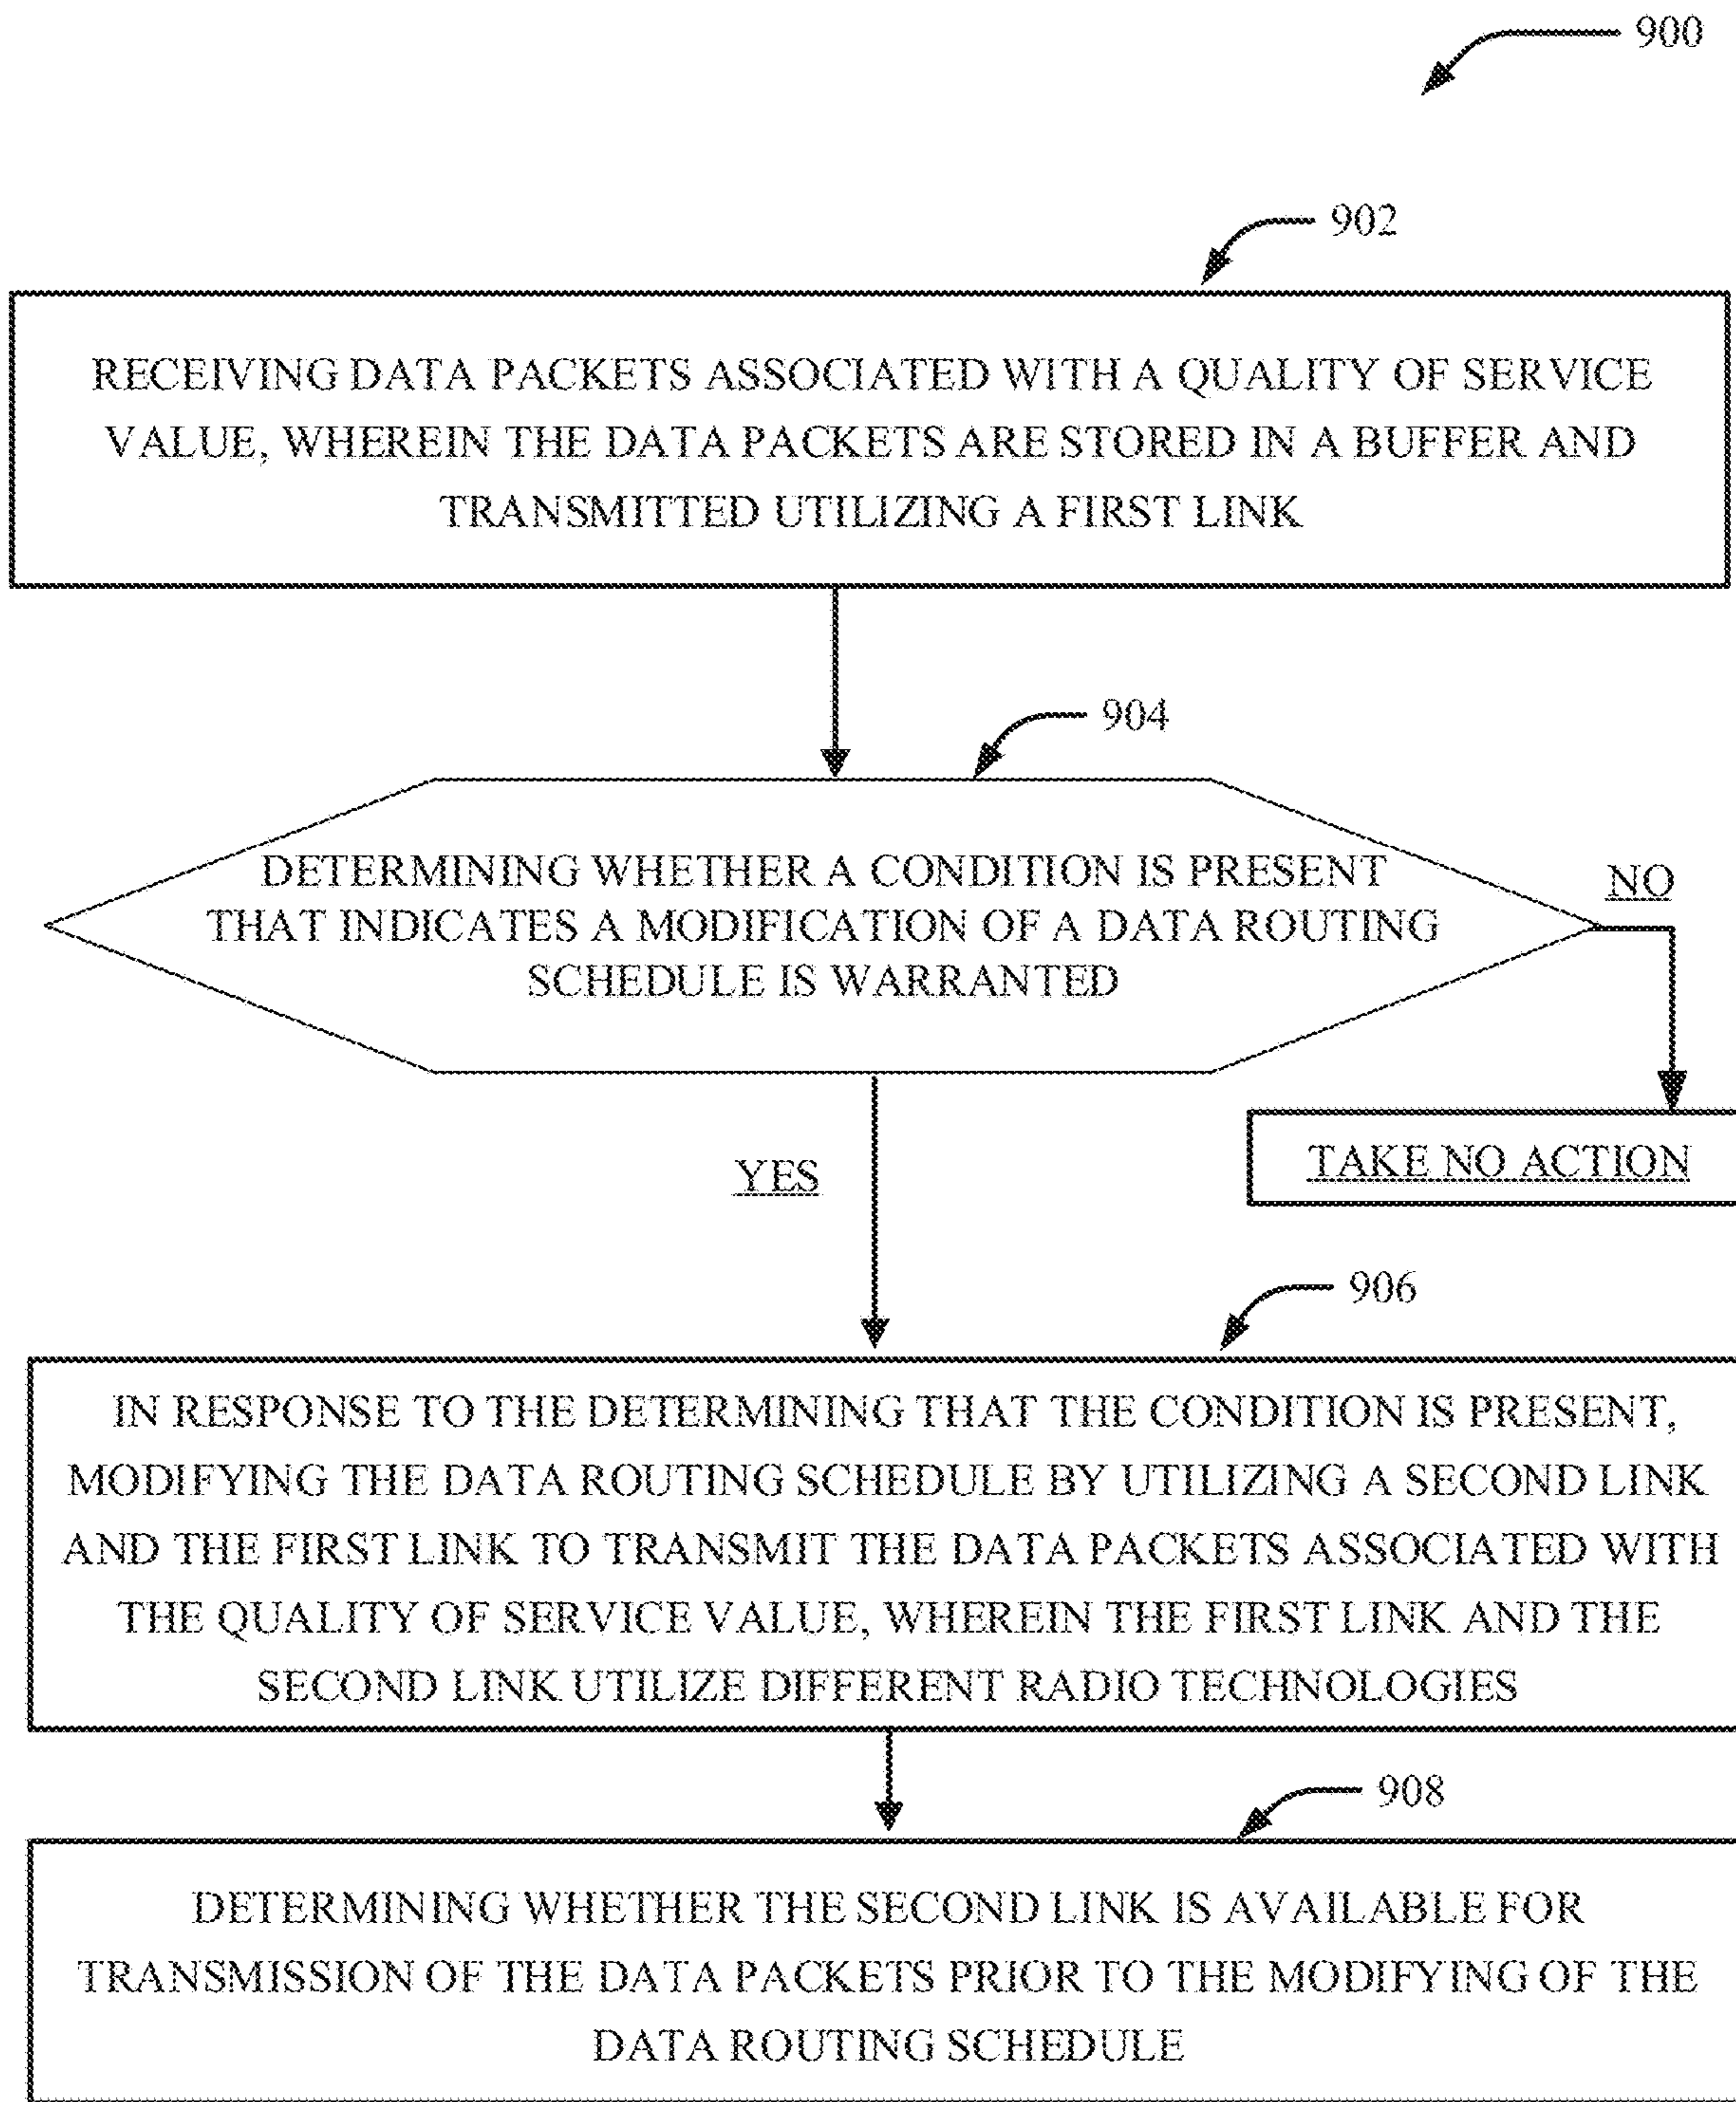 900
902
RECEIVING DATA PACKETS ASSOCIATED WITH A QUALITY OF SERVICE
VALUE, WHEREIN THE DATA PACKETS ARE STORED IN A BUFFER AND
TRANSMITTED UTILIZING A FIRST LINK
904
DETERMINING WHETHER A CONDITION IS PRESENT
THAT INDICATES A MODIFICATION OF A DATA ROUTING
SCHEDULE IS WARRANTED
NO
TAKE NO ACTION
YES
906
IN RESPONSE TO THE DETERMINING THAT THE CONDITION IS PRESENT,
MODIFYING THE DATA ROUTING SCHEDULE BY UTILIZING A SECOND LINK
AND THE FIRST LINK TO TRANSMIT THE DATA PACKETS ASSOCIATED WITH
THE QUALITY OF SERVICE VALUE, WHEREIN THE FIRST LINK AND THE
SECOND LINK UTILIZE DIFFERENT RADIO TECHNOLOGIES
908
DETERMINING WHETHER THE SECOND LINK IS AVAILABLE FOR
TRANSMISSION OF THE DATA PACKETS PRIOR TO THE MODIFYING OF THE
DATA ROUTING SCHEDULE